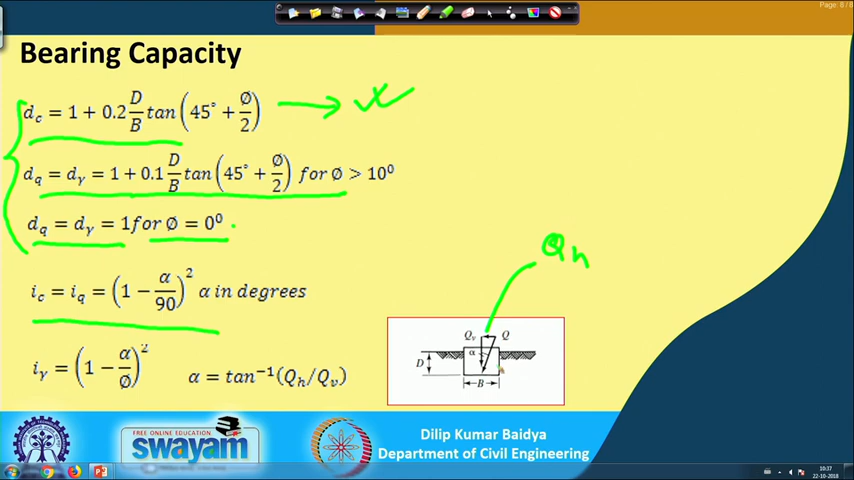 Page: 8 / 8
Bearing Capacity
d_c = 1 + 0.2 D/B tan (45° + Ø/2)
d_q = d_γ = 1 + 0.1 D/B tan (45° + Ø/2) for Ø > 10⁰
d_q = d_γ = 1for Ø = 0⁰
i_c = i_q = (1 − α/90)² α in degrees
Q_h
i_γ = (1 − α/Ø)² α = tan⁻¹(Q_h/Q_v)
Q_v Q
α
D
B
FREE ONLINE EDUCATION
swayam
Dilip Kumar Baidya
Department of Civil Engineering
10:37
22-10-2018